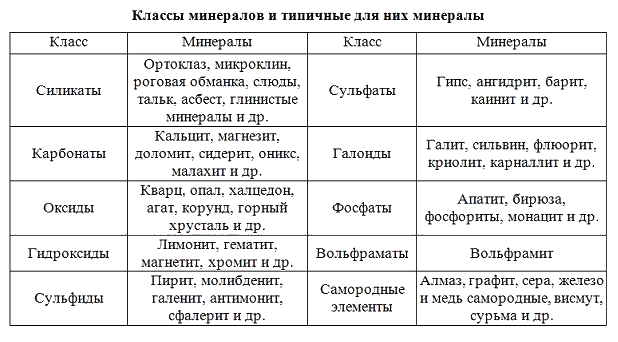 Классы минералов и типичные для них минералы
Класс
Минералы
Класс
Минералы
Силикаты
Ортоклаз, микроклин,
роговая обманка, слюды,
тальк, асбест, глинистые
минералы и др.
Сульфаты
Гипс, ангидрит, барит,
каинит и др.
Карбонаты
Кальцит, магнезит,
доломит, сидерит, оникс,
малахит и др.
Галоиды
Галит, сильвин, флюорит,
криолит, карналлит и др.
Оксиды
Кварц, опал, халцедон,
агат, корунд, горный
хрусталь и др.
Фосфаты
Апатит, бирюза,
фосфориты, монацит и др.
Гидроксиды
Лимонит, гематит,
магнетит, хромит и др.
Вольфраматы
Вольфрамит
Сульфиды
Пирит, молибденит,
галенит, антимонит,
сфалерит и др.
Самородные
элементы
Алмаз, графит, сера, железо
и медь самородные, висмут,
сурьма и др.